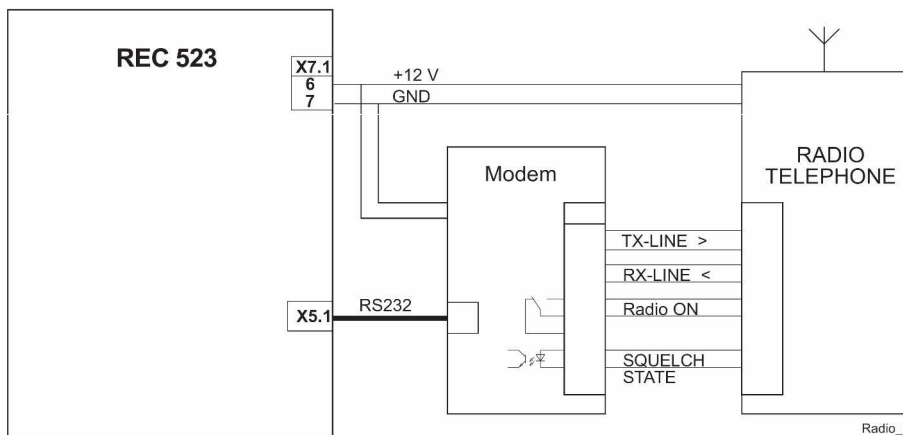 REC 523
X7.1
6
7
+12 V
GND
Modem
RADIO
TELEPHONE
TX-LINE >
RX-LINE <
Radio ON
SQUELCH
STATE
X5.1
RS232
Radio_